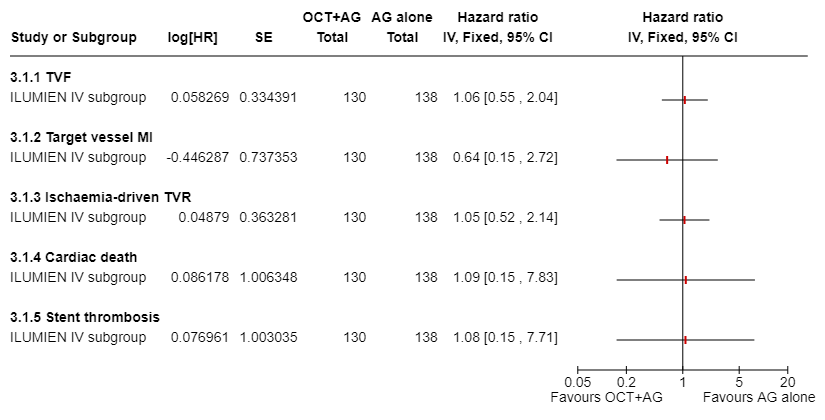 OCT+AG AG alone Hazard ratio Hazard ratio
Study or Subgroup log[HR] SE Total Total IV, Fixed, 95% CI IV, Fixed, 95% CI
3.1.1 TVF
ILUMIEN IV subgroup 0.058269 0.334391 130 138 1.06 [0.55 , 2.04]
3.1.2 Target vessel MI
ILUMIEN IV subgroup -0.446287 0.737353 130 138 0.64 [0.15 , 2.72]
3.1.3 Ischaemia-driven TVR
ILUMIEN IV subgroup 0.04879 0.363281 130 138 1.05 [0.52 , 2.14]
3.1.4 Cardiac death
ILUMIEN IV subgroup 0.086178 1.006348 130 138 1.09 [0.15 , 7.83]
3.1.5 Stent thrombosis
ILUMIEN IV subgroup 0.076961 1.003035 130 138 1.08 [0.15 , 7.71]
0.05 0.2 1 5 20
Favours OCT+AG Favours AG alone